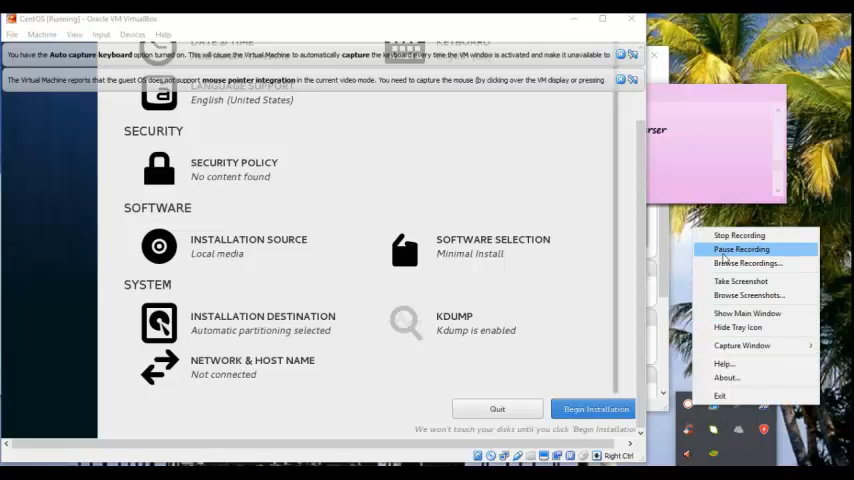 CentOS [Running] - Oracle VM VirtualBox
File Machine View Input Devices Help
DATE & TIME KEYBOARD
You have the Auto capture keyboard option turned on. This will cause the Virtual Machine to automatically capture the keyboard every time the VM window is activated and make it unavailable to
The Virtual Machine reports that the guest OS does not support mouse pointer integration in the current video mode. You need to capture the mouse (by clicking over the VM display or pressing
LANGUAGE SUPPORT
English (United States)
SECURITY
SECURITY POLICY
No content found
SOFTWARE
INSTALLATION SOURCE
Local media
SOFTWARE SELECTION
Minimal Install
SYSTEM
INSTALLATION DESTINATION
Automatic partitioning selected
KDUMP
Kdump is enabled
NETWORK & HOST NAME
Not connected
Quit
Begin Installation
We won't touch your disks until you click 'Begin Installation
Right Ctrl
Stop Recording
Pause Recording
Browse Recordings...
Take Screenshot
Browse Screenshots...
Show Main Window
Hide Tray Icon
Capture Window
Help...
About...
Exit